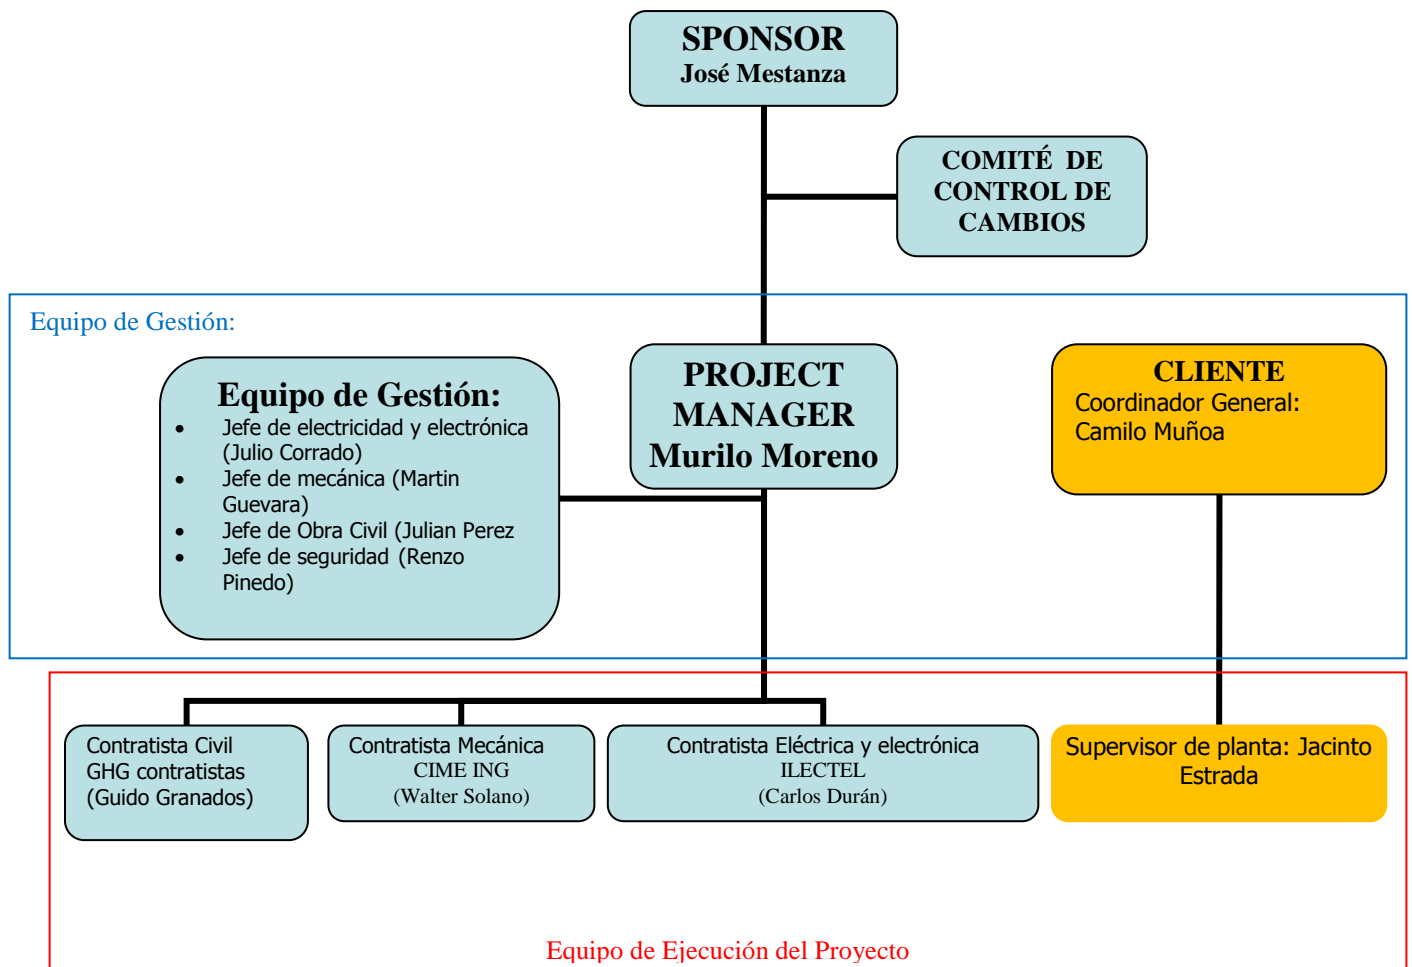 SPONSOR
José Mestanza
COMITÉ DE
CONTROL DE
CAMBIOS
Equipo de Gestión:
Equipo de Gestión:
• Jefe de electricidad y electrónica
(Julio Corrado)
• Jefe de mecánica (Martin
Guevara)
• Jefe de Obra Civil (Julian Perez
• Jefe de seguridad (Renzo
Pinedo)
PROJECT
MANAGER
Murilo Moreno
CLIENTE
Coordinador General:
Camilo Muñoa
Contratista Civil
GHG contratistas
(Guido Granados)
Contratista Mecánica
CIME ING
(Walter Solano)
Contratista Eléctrica y electrónica
ILECTEL
(Carlos Durán)
Supervisor de planta: Jacinto
Estrada
Equipo de Ejecución del Proyecto